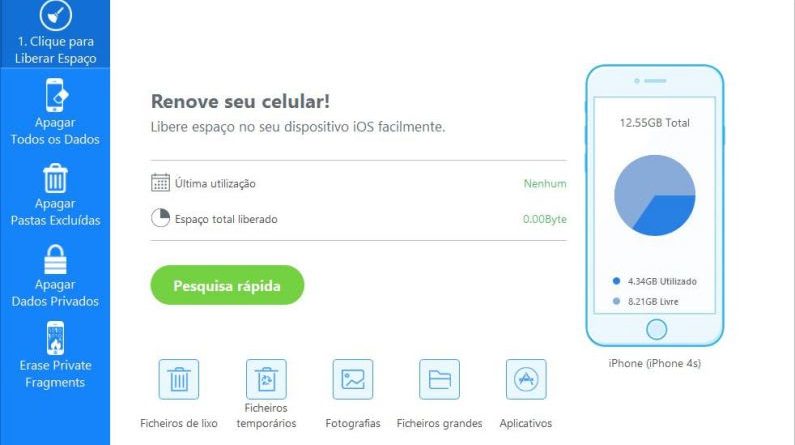 1. Clique para
Liberar Espaço
Apagar
Todos os Dados
Apagar
Pastas Excluídas
Apagar
Dados Privados
Erase Private
Fragments
Renove seu celular!
Libere espaço no seu dispositivo iOS facilmente.
Última utilização
Nenhum
Espaço total liberado
0.00Byte
Pesquisa rápida
Ficheiros de lixo
Ficheiros
temporários
Fotografias
Ficheiros grandes
Aplicativos
12.55GB Total
4.34GB Utilizado
8.21GB Livre
iPhone (iPhone 4s)